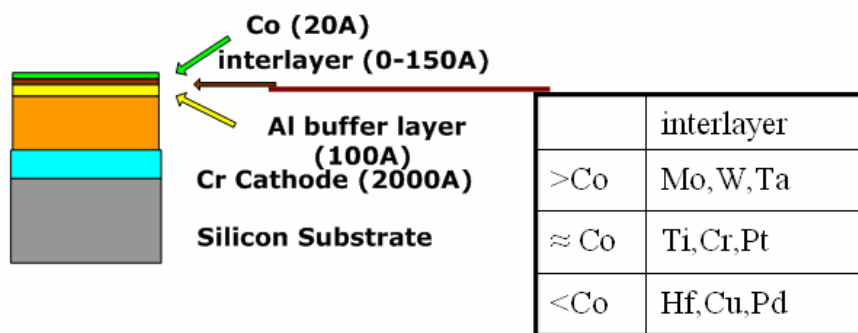 Co (20A)
interlayer (0-150A)
Al buffer layer
(100A)
Cr Cathode (2000A)
Silicon Substrate
interlayer
>Co Mo,W,Ta
≈ Co Ti,Cr,Pt
<Co Hf,Cu,Pd